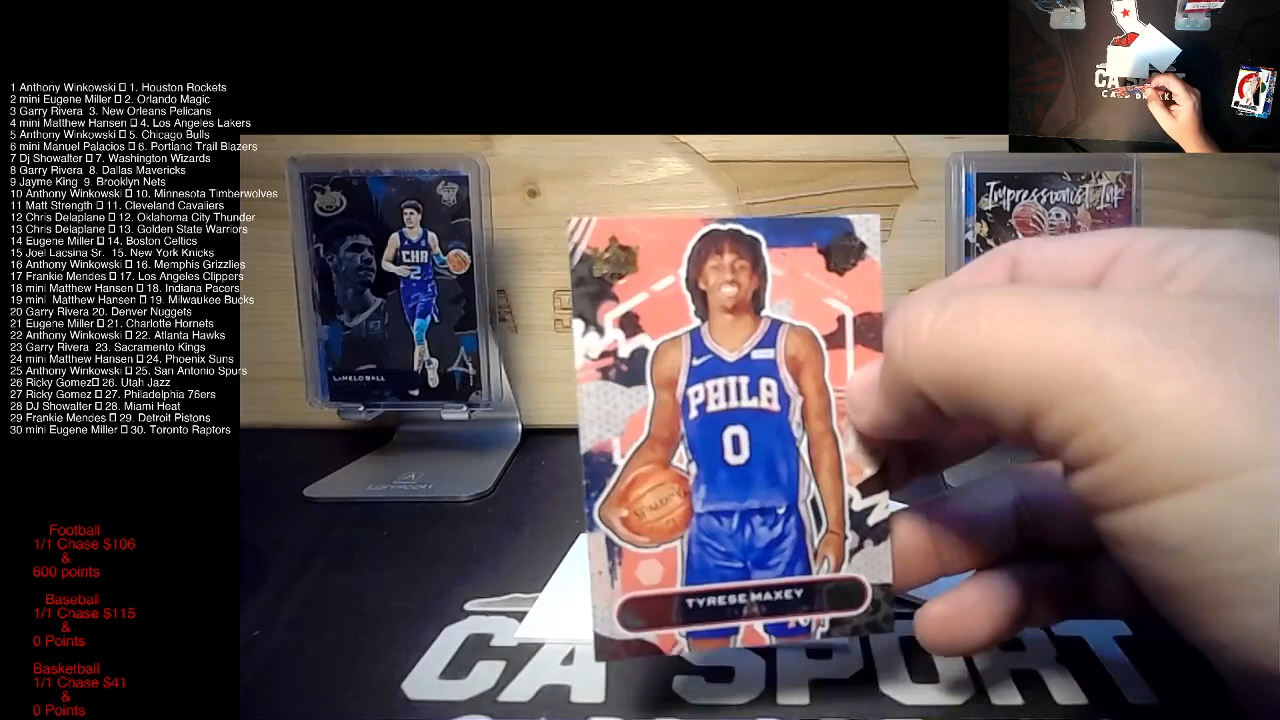 1 Anthony Winkowski 1. Houston Rockets
2 mini Eugene Miller 2. Orlando Magic
3 Garry Rivera 3. New Orleans Pelicans
4 mini Matthew Hansen 4. Los Angeles Lakers
5 Anthony Winkowski 5. Chicago Bulls
6 mini Manuel Palacios 6. Portland Trail Blazers
7 Dj Showalter 7. Washington Wizards
8 Garry Rivera 8. Dallas Mavericks
9 Jayme King 9. Brooklyn Nets
10 Anthony Winkowski 10. Minnesota Timberwolves
11 Matt Strength 11. Cleveland Cavaliers
12 Chris Delaplane 12. Oklahoma City Thunder
13 Chris Delaplane 13. Golden State Warriors
14 Eugene Miller 14. Boston Celtics
15 Joel Lacsina Sr. 15. New York Knicks
16 Anthony Winkowski 16. Memphis Grizzlies
17 Frankie Mendes 17. Los Angeles Clippers
18 mini Matthew Hansen 18. Indiana Pacers
19 mini Matthew Hansen 19. Milwaukee Bucks
20 Garry Rivera 20. Denver Nuggets
21 Eugene Miller 21. Charlotte Hornets
22 Anthony Winkowski 22. Atlanta Hawks
23 Garry Rivera 23. Sacramento Kings
24 mini Matthew Hansen 24. Phoenix Suns
25 Anthony Winkowski 25. San Antonio Spurs
26 Ricky Gomez 26. Utah Jazz
27 Ricky Gomez 27. Philadelphia 76ers
28 DJ Showalter 28. Miami Heat
29 Frankie Mendes 29. Detroit Pistons
30 mini Eugene Miller 30. Toronto Raptors
Football
1/1 Chase $106
&
600 points
Baseball
1/1 Chase $115
&
0 Points
Basketball
1/1 Chase $41
&
0 Points
CHA
2
LAMELO BALL
Impressionist Ink
PHILA
0
SPALDING
TYRESE MAXEY
CA SPORT
CA SPORT
CARD BREAKS